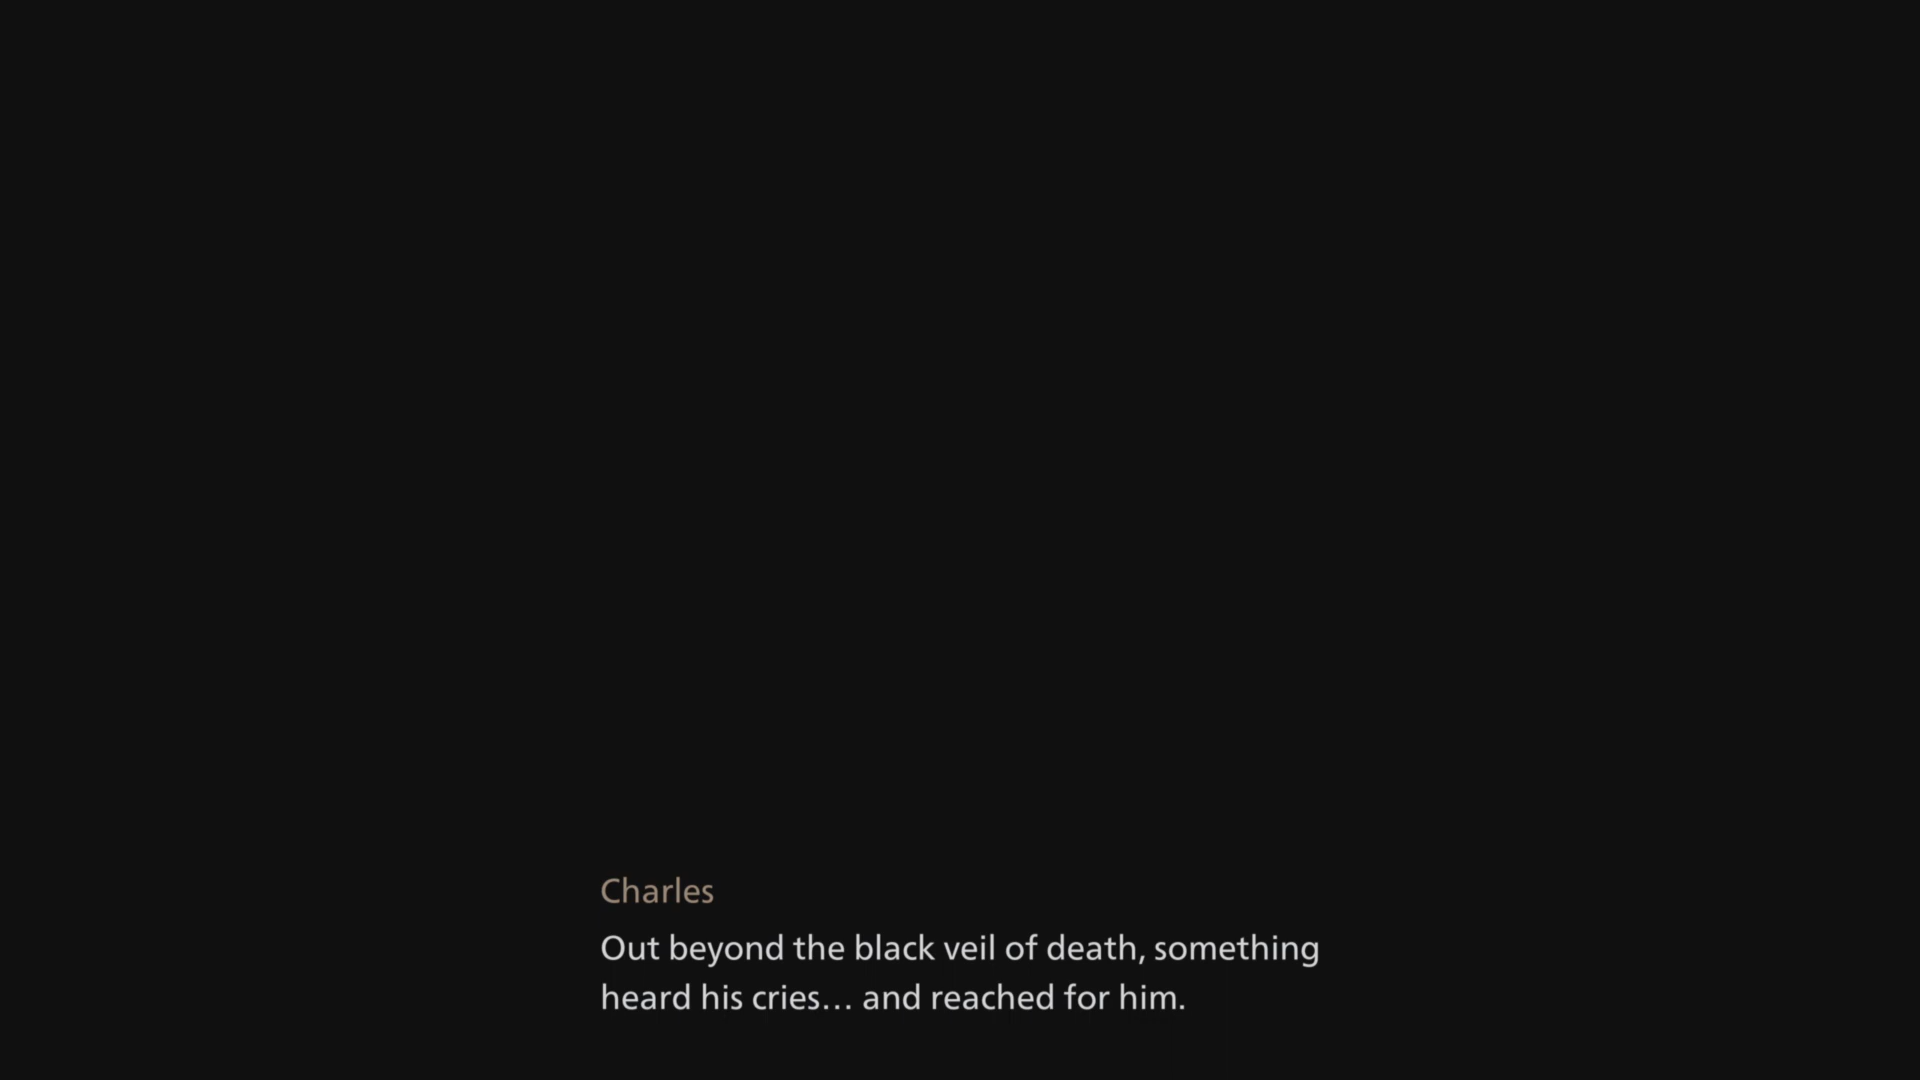 Charles
Out beyond the black veil of death, something
heard his cries… and reached for him.